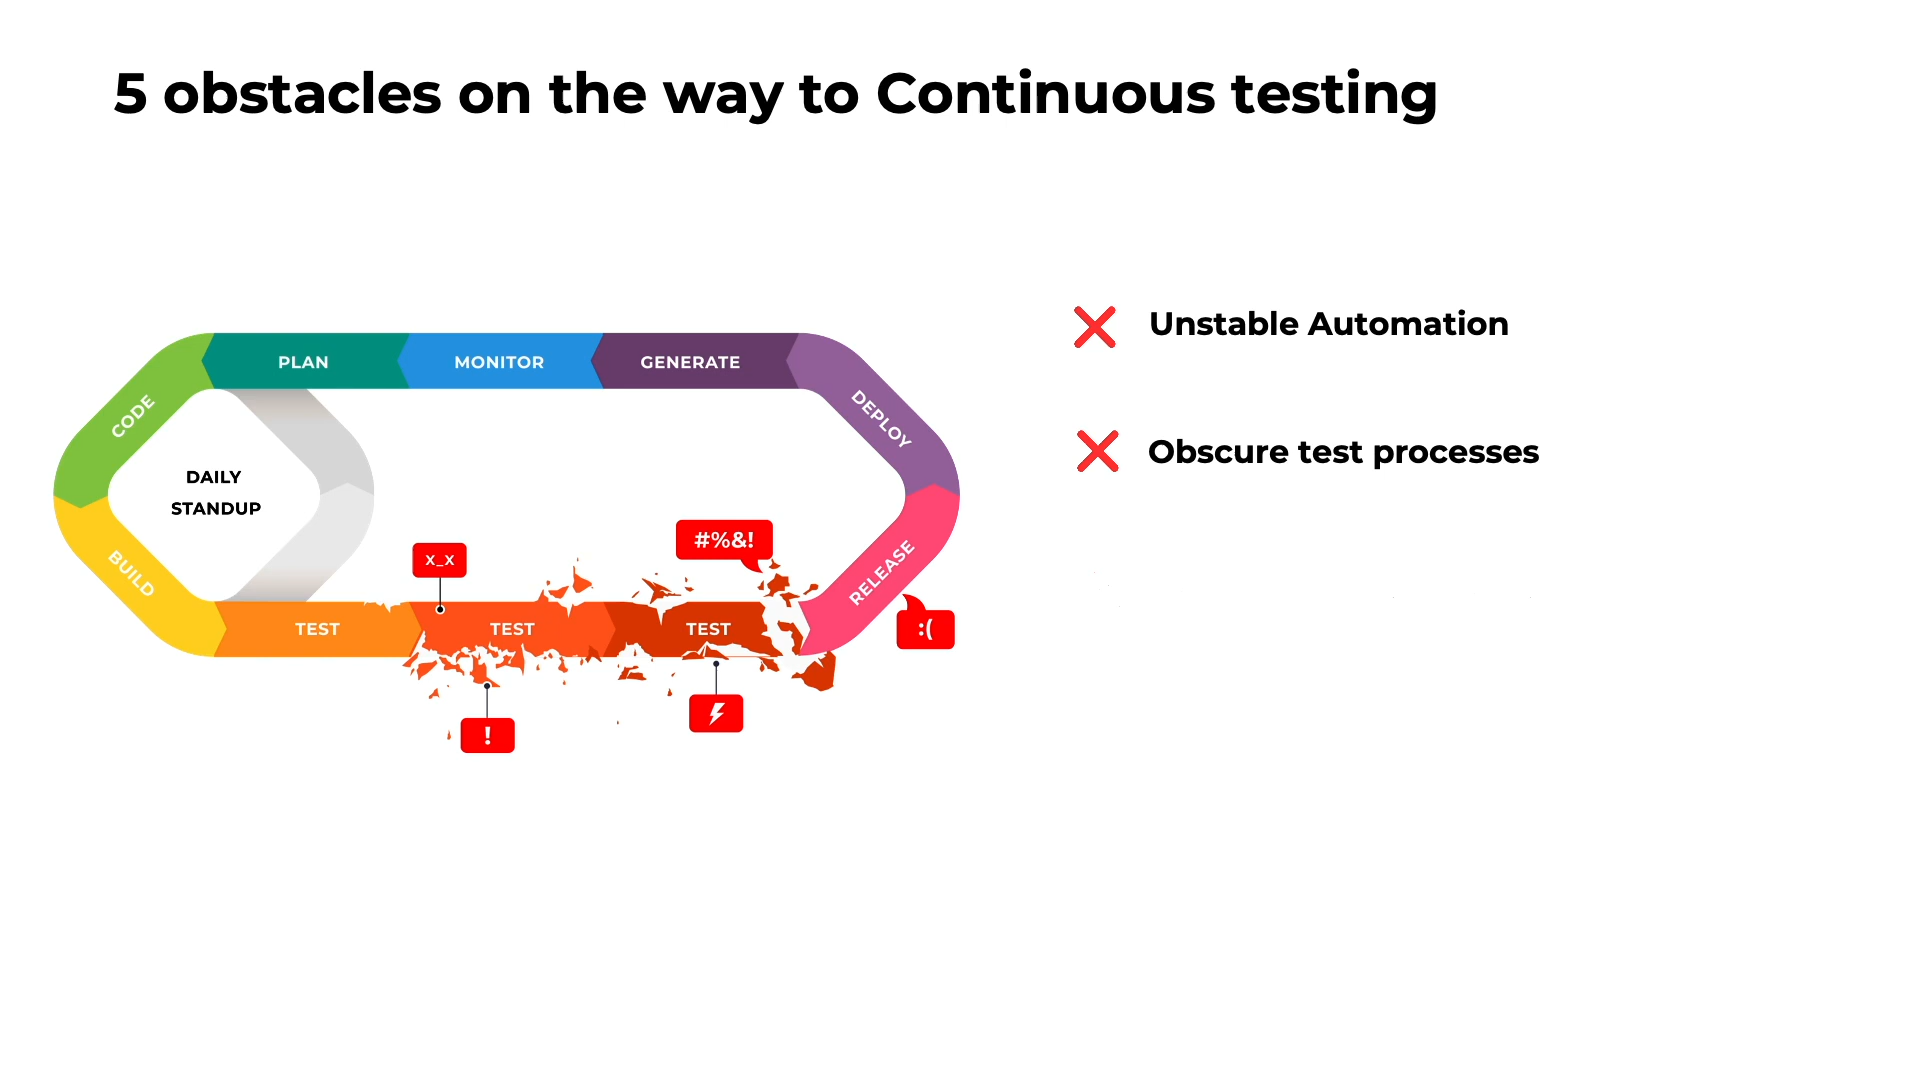 5 obstacles on the way to Continuous testing
PLAN
MONITOR
GENERATE
CODE
DEPLOY
DAILY
STANDUP
BUILD
RELEASE
x_x
#%&!
TEST
TEST
TEST
:(
!
Unstable Automation
Obscure test processes